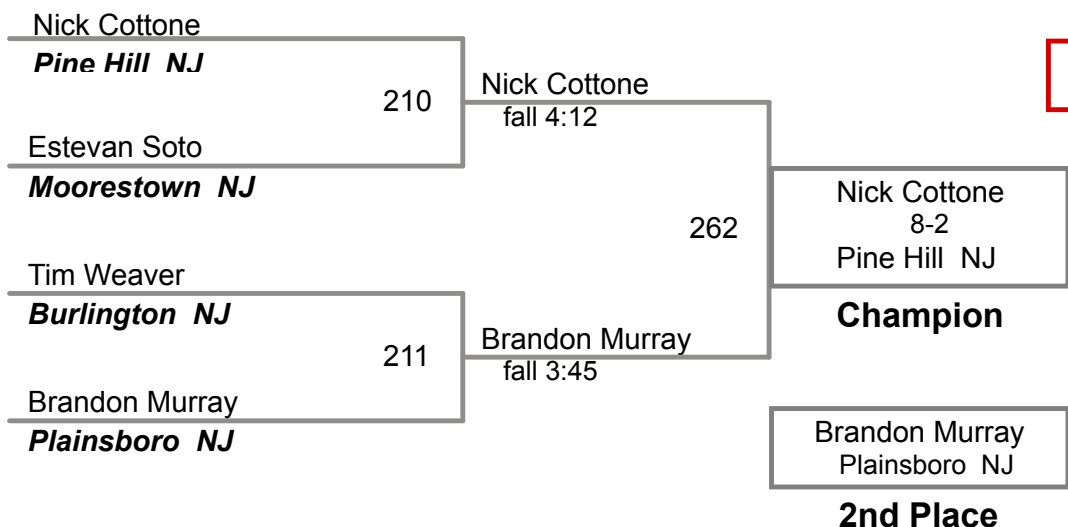 Nick Cottone
Pine Hill NJ
210
Estevan Soto
Moorestown NJ
Nick Cottone
fall 4:12
Tim Weaver
Burlington NJ
211
Brandon Murray
Plainsboro NJ
Brandon Murray
fall 3:45
262
Nick Cottone
8-2
Pine Hill NJ
Champion
Brandon Murray
Plainsboro NJ
2nd Place